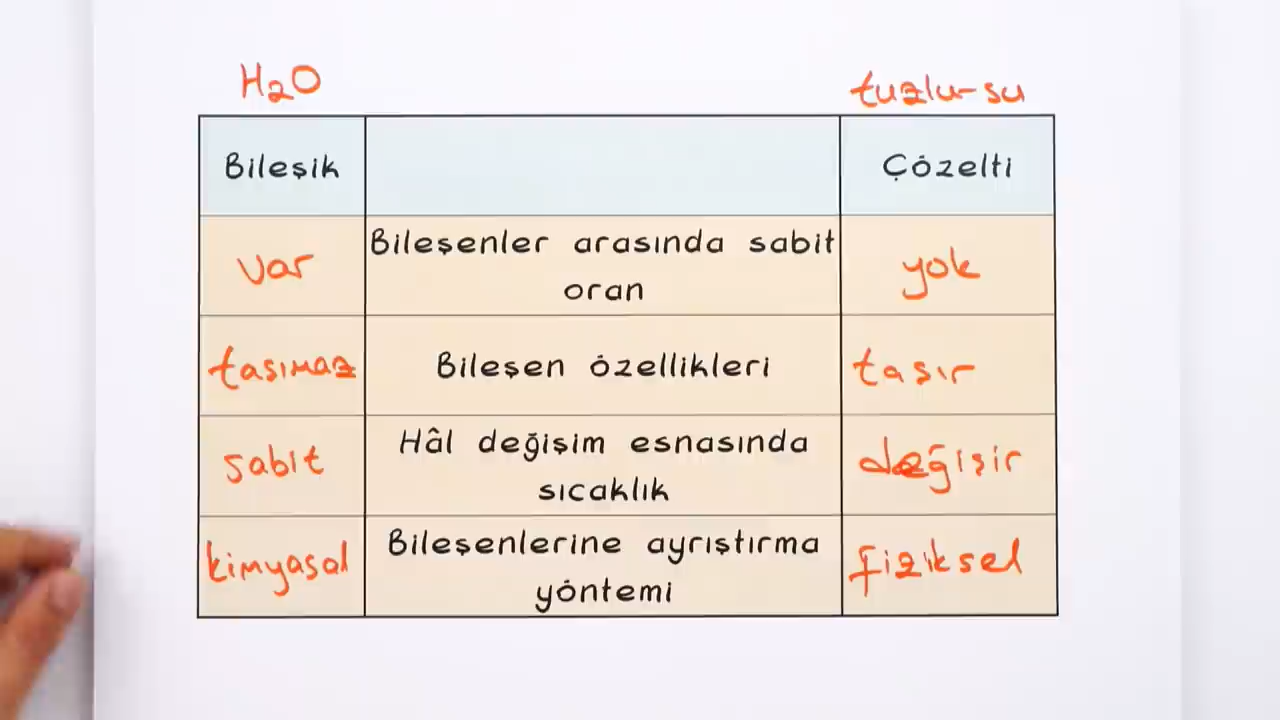 H2O
tuzlu-su
Bileşik
Çözelti
var
Bileşenler arasında sabit
oran
yok
taşımaz
Bileşen özellikleri
taşır
sabit
Hâl değişim esnasında
sıcaklık
değişir
kimyasal
Bileşenlerine ayrıştırma
yöntemi
fiziksel